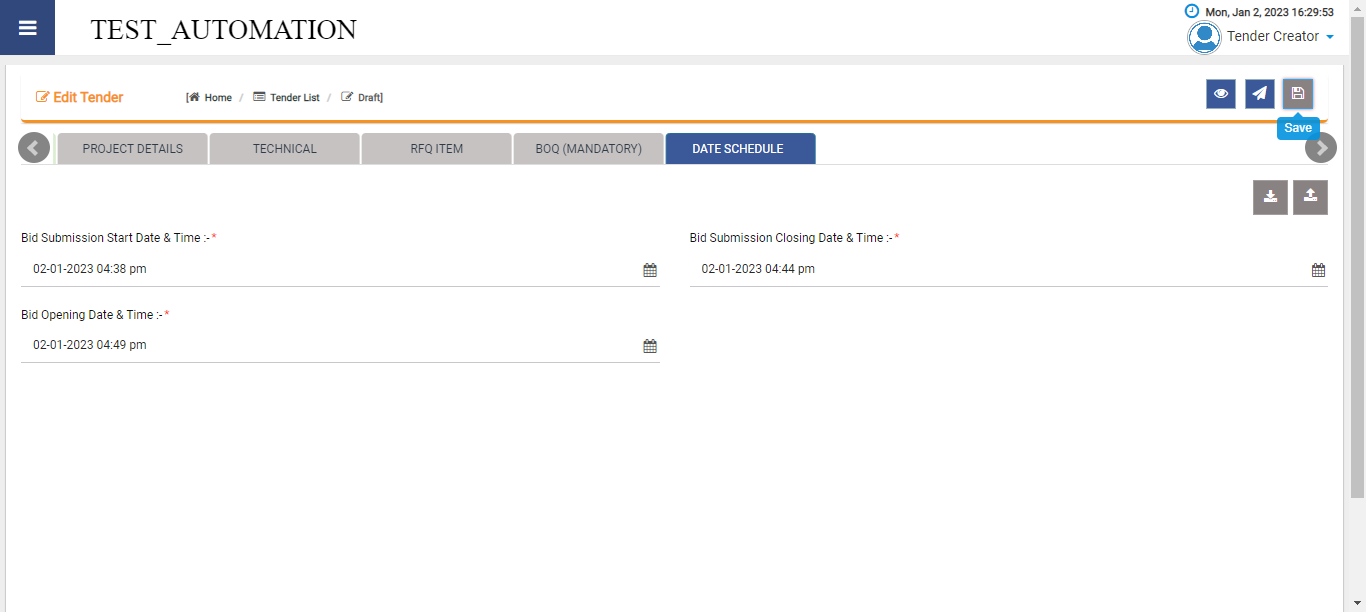 Mon, Jan 2, 2023 16:29:53
TEST_AUTOMATION
Tender Creator
Edit Tender
[Home / Tender List / Draft]
Save
PROJECT DETAILS
TECHNICAL
RFQ ITEM
BOQ (MANDATORY)
DATE SCHEDULE
Bid Submission Start Date & Time :- *
02-01-2023 04:38 pm
Bid Submission Closing Date & Time :- *
02-01-2023 04:44 pm
Bid Opening Date & Time :- *
02-01-2023 04:49 pm